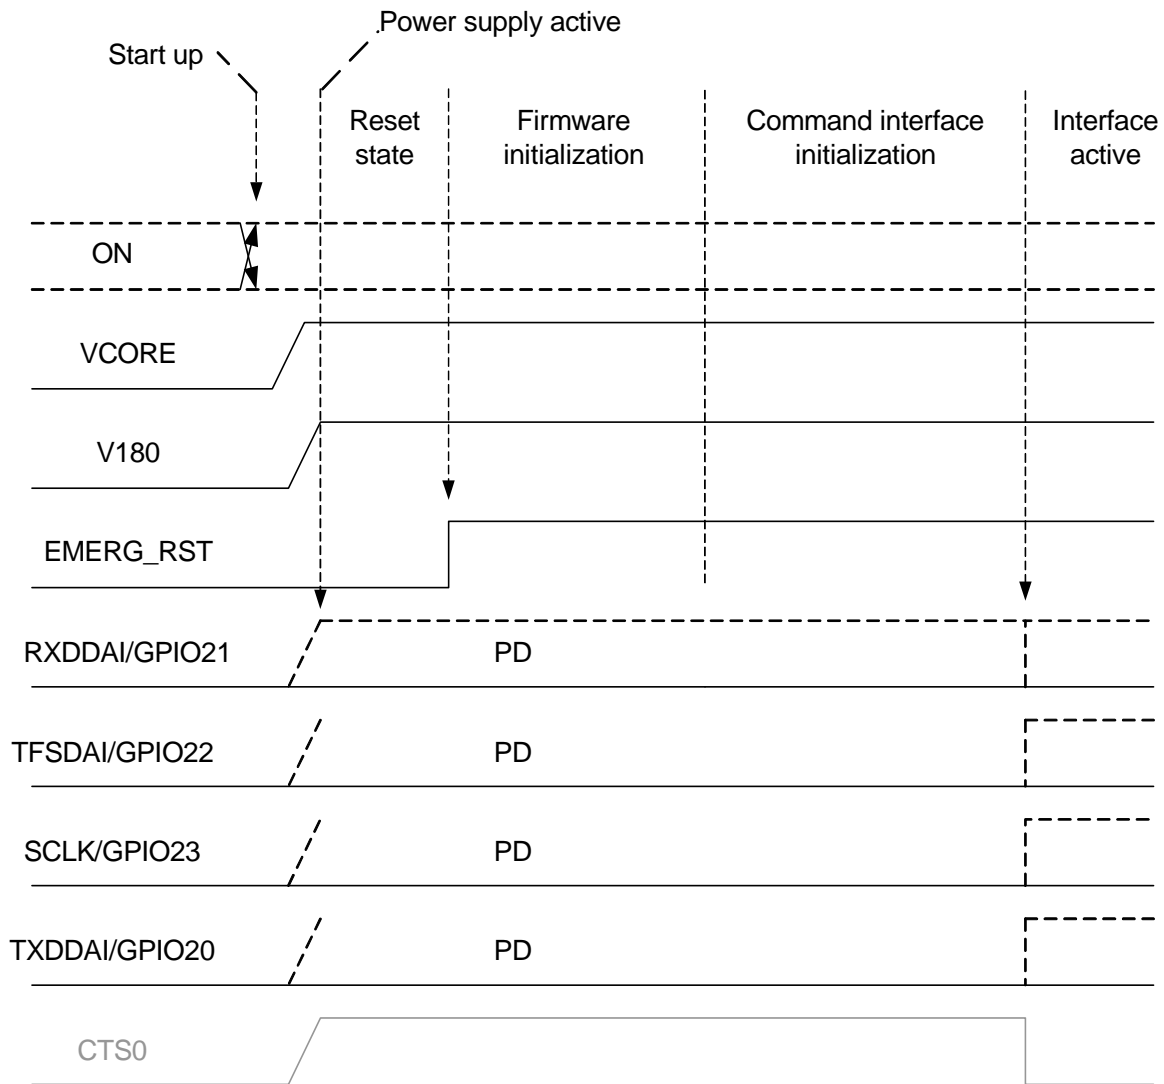 Power supply active
Start up
Reset
state
Firmware
initialization
Command interface
initialization
Interface
active
ON
VCORE
V180
EMERG_RST
RXDDAI/GPIO21
PD
TFSDAI/GPIO22
PD
SCLK/GPIO23
PD
TXDDAI/GPIO20
PD
CTS0